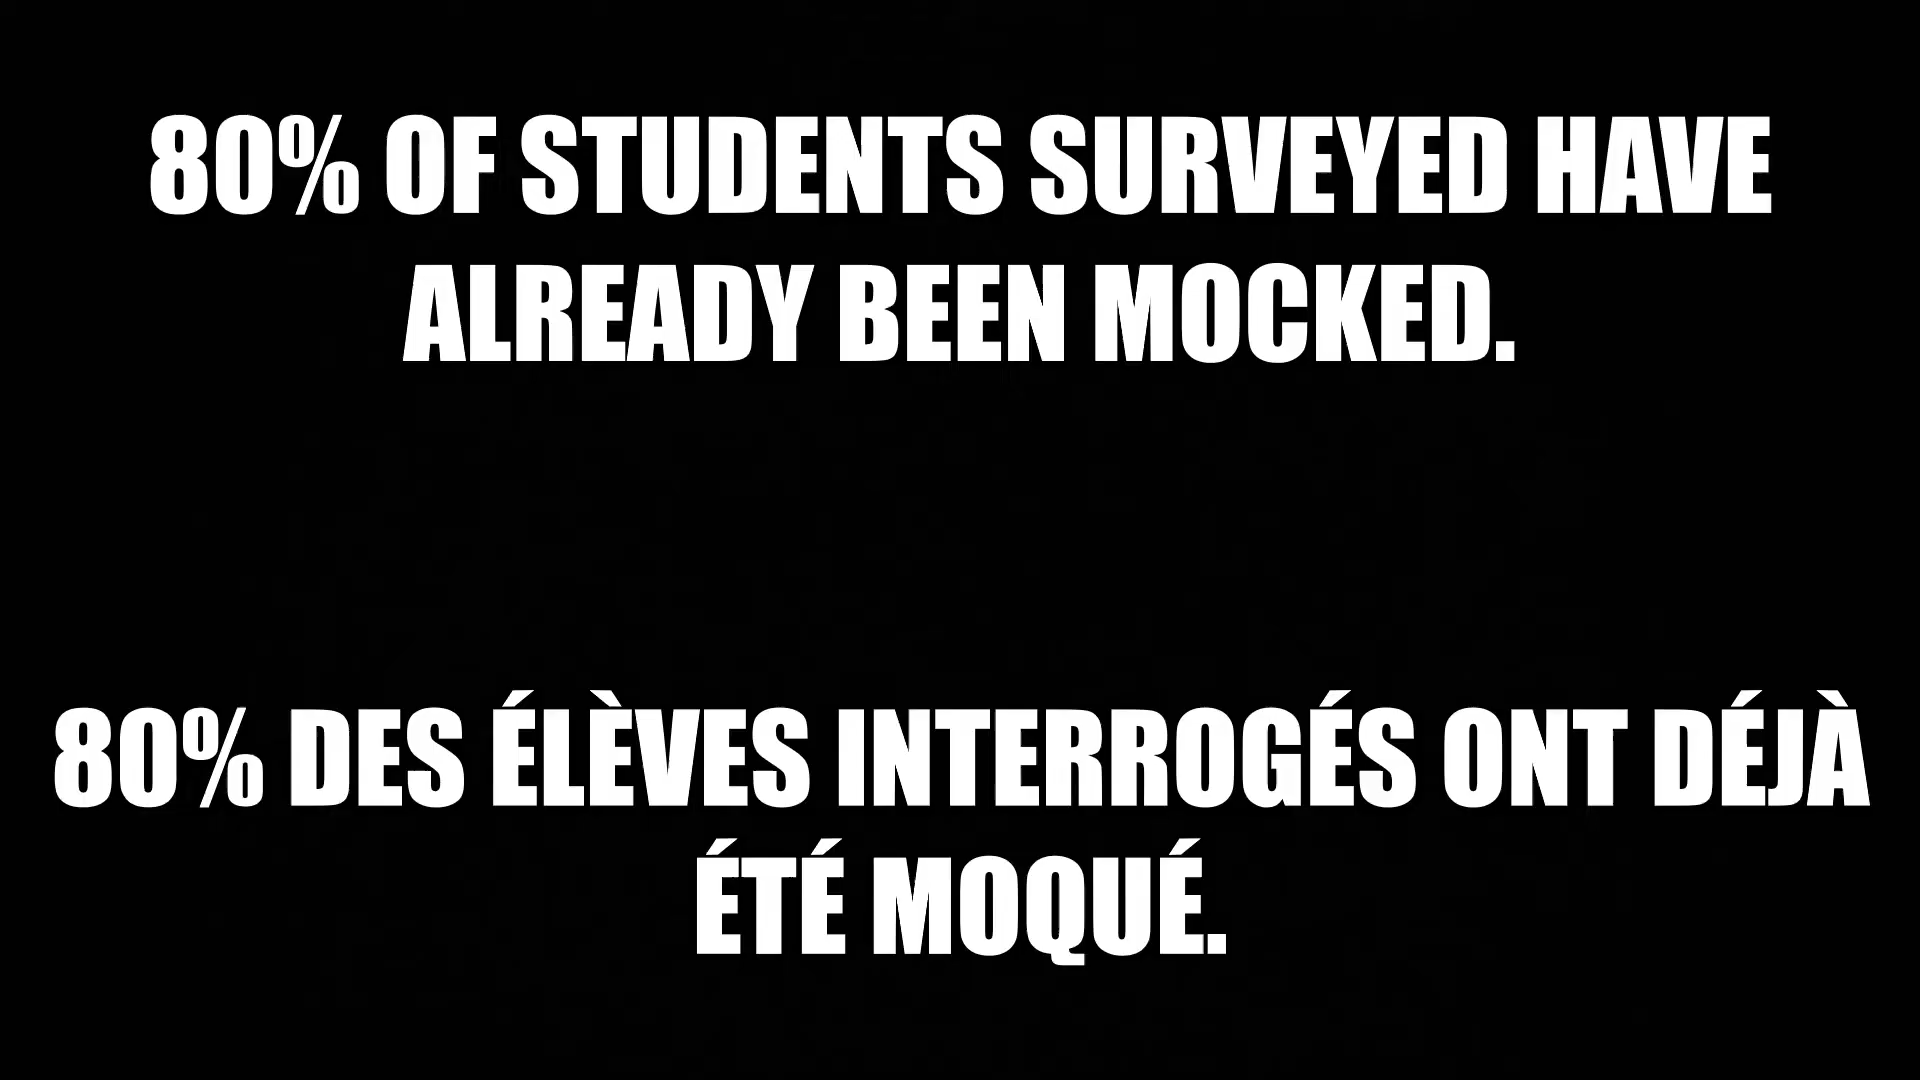 80% OF STUDENTS SURVEYED HAVE
ALREADY BEEN MOCKED.
80% DES ÉLÈVES INTERROGÉS ONT DÉJÀ
ÉTÉ MOQUÉ.